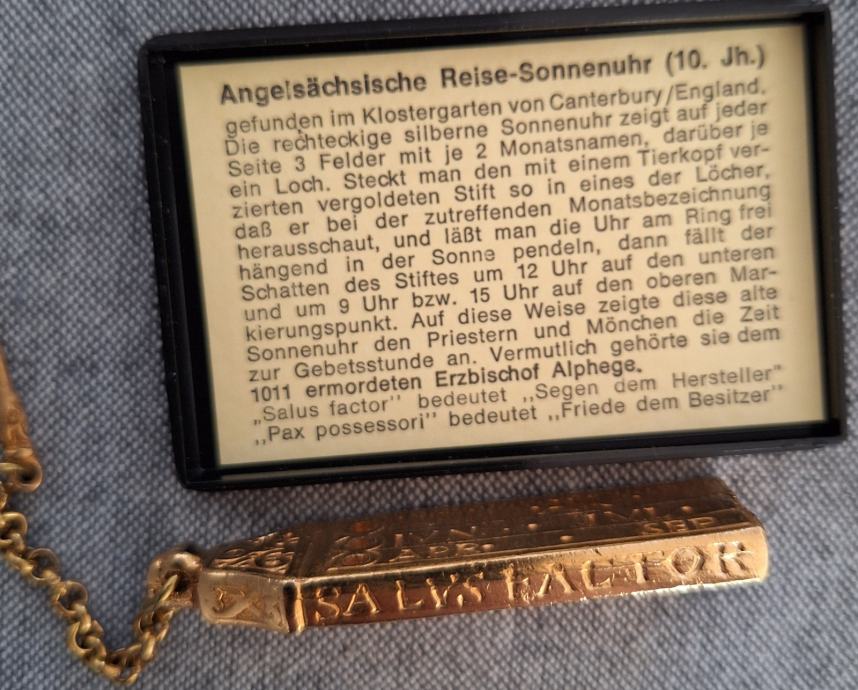 Angelsächsische Reise-Sonnenuhr (10. Jh.)
gefunden im Klostergarten von Canterbury/England.
Die rechteckige silberne Sonnenuhr zeigt auf jeder
Seite 3 Felder mit je 2 Monatsnamen, darüber je
ein Loch. Steckt man den mit einem Tierkopf ver-
zierten vergoldeten Stift so in eines der Löcher,
daß er bei der zutreffenden Monatsbezeichnung
herausschaut, und läßt man die Uhr am Ring frei
hängend in der Sonne pendeln, dann fällt der
Schatten des Stiftes um 12 Uhr auf den unteren
und um 9 Uhr bzw. 15 Uhr auf den oberen Mar-
kierungspunkt. Auf diese Weise zeigte diese alte
Sonnenuhr den Priestern und Mönchen die Zeit
zur Gebetsstunde an. Vermutlich gehörte sie dem
1011 ermordeten Erzbischof Alphege.
„Salus factor" bedeutet „Segen dem Hersteller"
„Pax possessori" bedeutet „Friede dem Besitzer"
APR. SEP
SALVS FACTOR